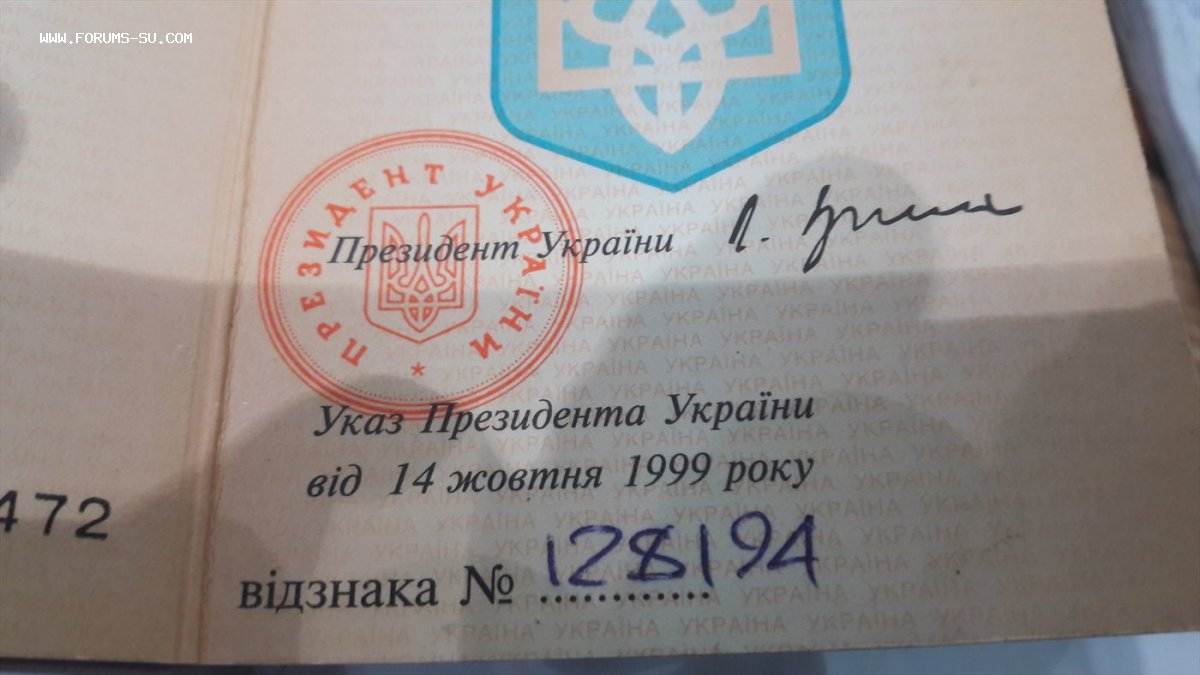 WWW.FORUMS-SU.COM
ПРЕЗИДЕНТ УКРАЇНИ
Президент України
Указ Президента України
від 14 жовтня 1999 року
472
відзнака № 128194